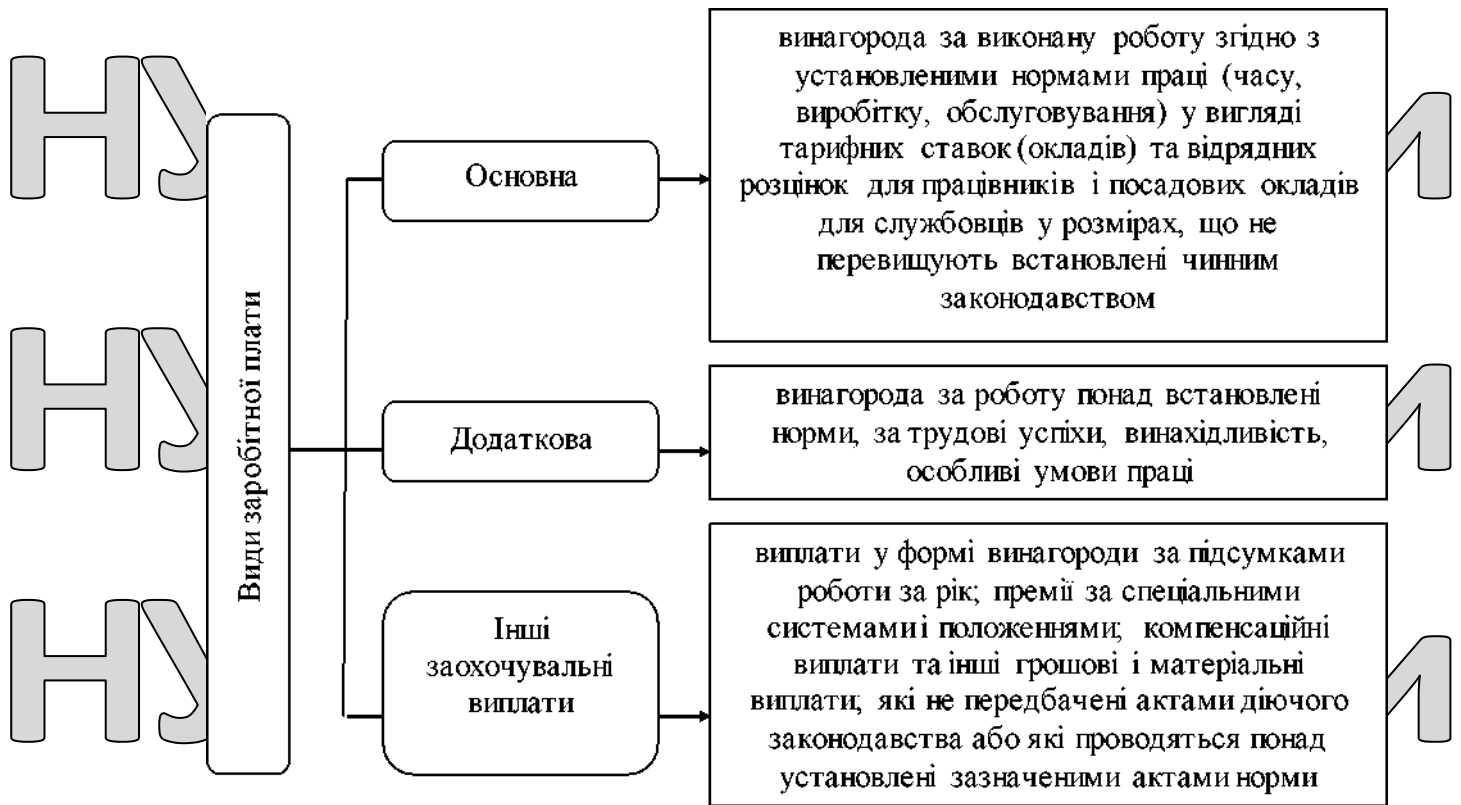 НУ
НУ
НУ
Види заробітної плати
Основна
винагорода за виконану роботу згідно з
установленими нормами праці (часу,
виробітку, обслуговування) у вигляді
тарифних ставок (окладів) та відрядних
розцінок для працівників і посадових окладів
для службовців у розмірах, що не
перевищують встановлені чинним
законодавством
Додаткова
винагорода за роботу понад встановлені
норми, за трудові успіхи, винахідливість,
особливі умови праці
Інші
заохочувальні
виплати
виплати у формі винагороди за підсумками
роботи за рік; премії за спеціальними
системами і положеннями; компенсаційні
виплати та інші грошові і матеріальні
виплати; які не передбачені актами діючого
законодавства або які проводяться понад
установлені зазначеними актами норми